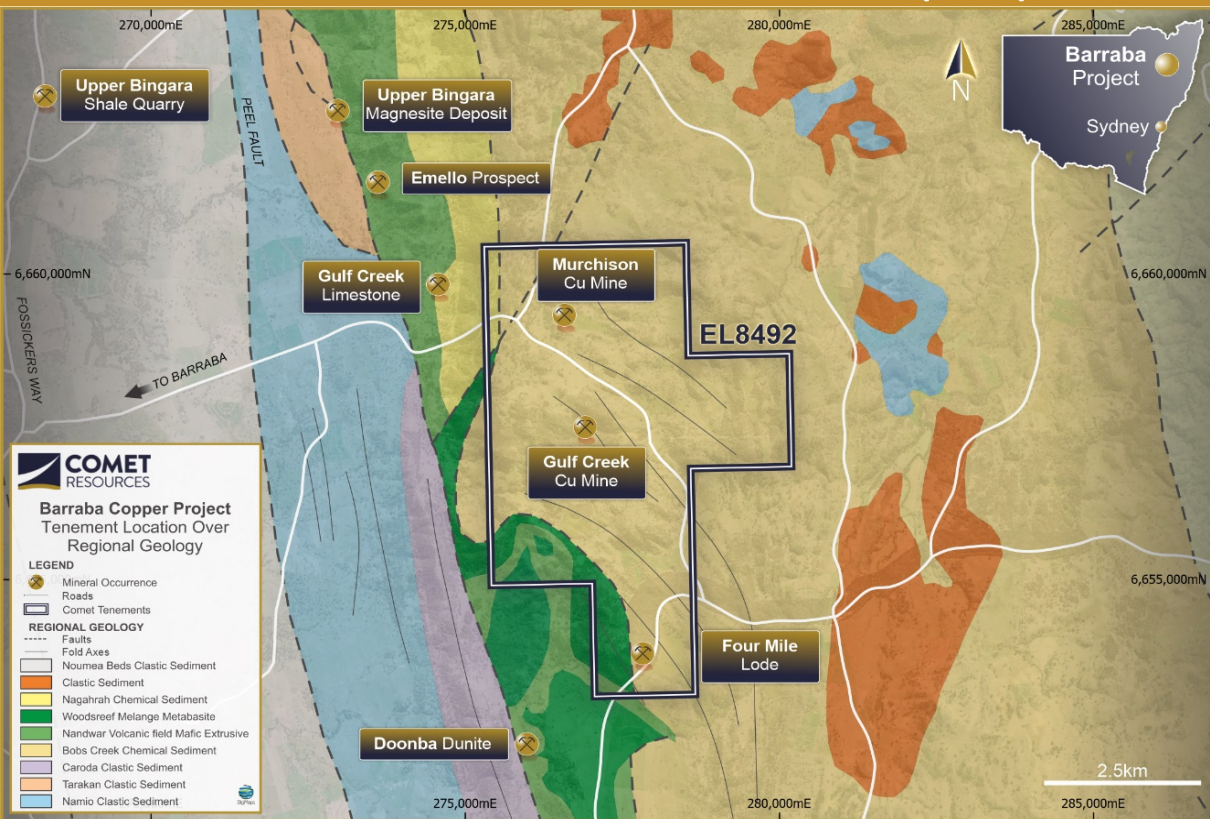 270,000mE
275,000mE
280,000mE
285,000mE
Upper Bingara
Shale Quarry
PEEL FAULT
Upper Bingara
Magnesite Deposit
N
Barraba
Project
Sydney
Emello Prospect
6,660,000mN
Gulf Creek
Limestone
Murchison
Cu Mine
6,660,000mN
FOSSICKERS WAY
EL8492
TO BARRABA
Gulf Creek
Cu Mine
COMET
RESOURCES
Barraba Copper Project
Tenement Location Over
Regional Geology
LEGEND
Mineral Occurrence
Roads
Comet Tenements
REGIONAL GEOLOGY
Faults
Fold Axes
Noumea Beds Clastic Sediment
Clastic Sediment
Nagahrah Chemical Sediment
Woodsreef Melange Metabasite
Nandwar Volcanic field Mafic Extrusive
Bobs Creek Chemical Sediment
Caroda Clastic Sediment
Tarakan Clastic Sediment
Namio Clastic Sediment
6,655,000mN
Four Mile
Lode
Doonba Dunite
2.5km
275,000mE
280,000mE
285,000mE